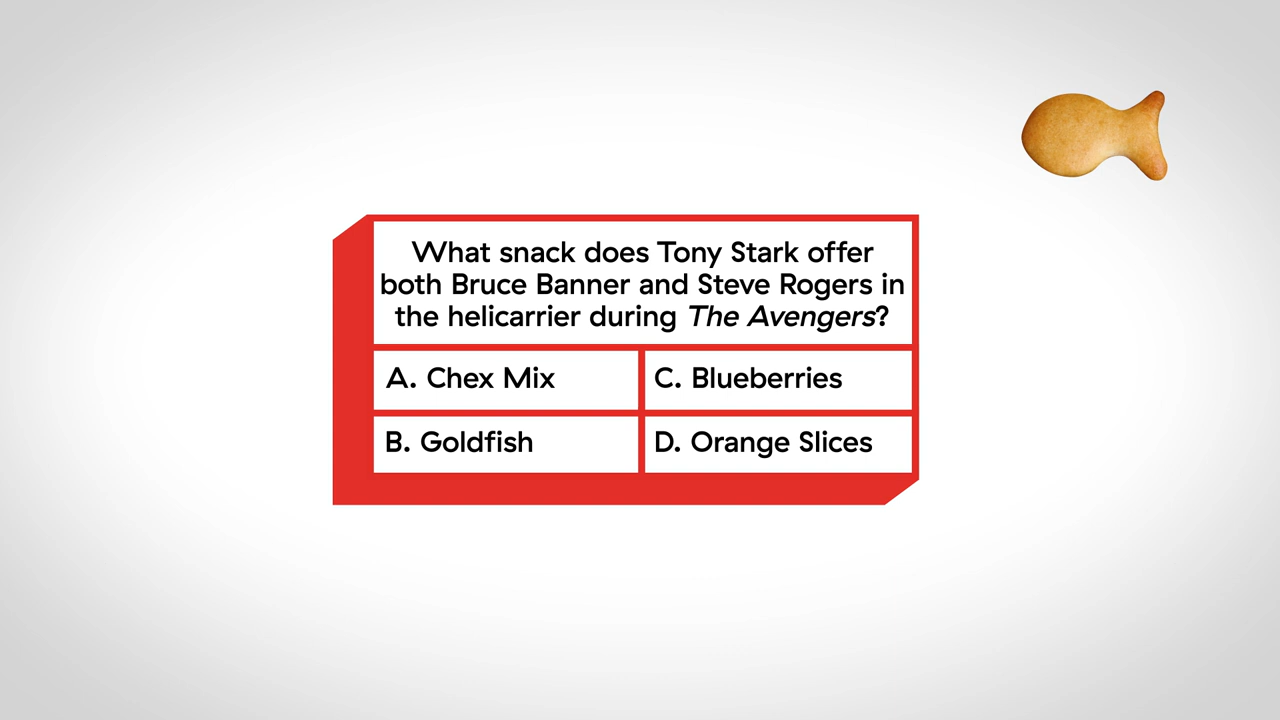 What snack does Tony Stark offer
both Bruce Banner and Steve Rogers in
the helicarrier during The Avengers?
A. Chex Mix
C. Blueberries
B. Goldfish
D. Orange Slices